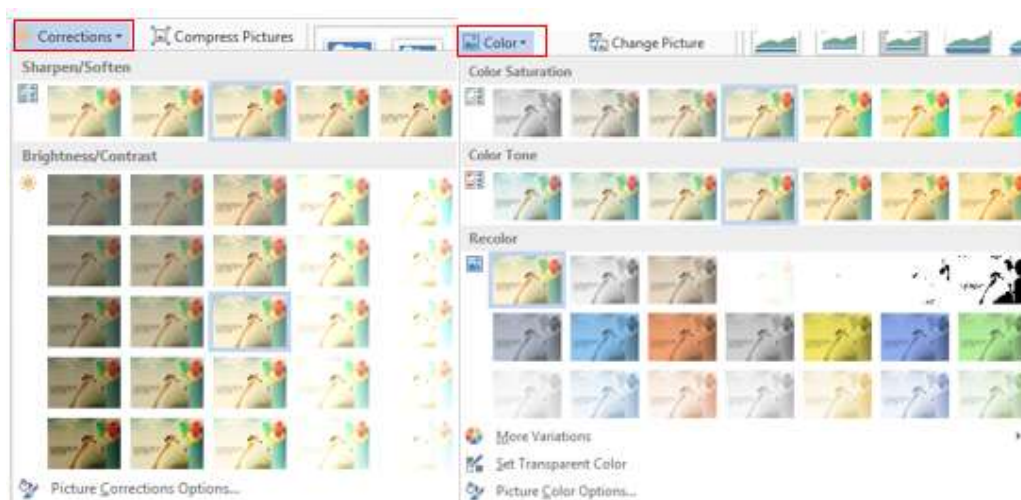 Corrections
Compress Pictures
Sharpen/Soften
Brightness/Contrast
Picture Corrections Options...
Color
Change Picture
Color Saturation
Color Tone
Recolor
More Variations
Set Transparent Color
Picture Color Options...